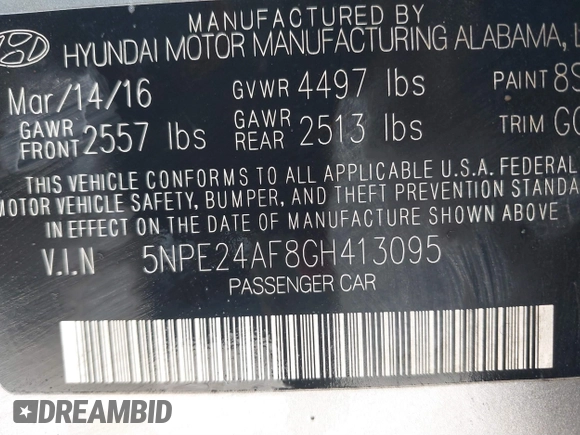 MANUFACTURED BY
HYUNDAI MOTOR MANUFACTURING ALABAMA,
Mar/14/16 GVWR 4497 lbs PAINT
GAWR FRONT 2557 lbs GAWR REAR 2513 lbs TRIM
THIS VEHICLE CONFORMS TO ALL APPLICABLE U.S.A. FEDERAL
MOTOR VEHICLE SAFETY, BUMPER, AND THEFT PREVENTION STANDA
IN EFFECT ON THE DATE OF MANUFACTURE SHOWN ABOVE
V.I.N 5NPE24AF8GH413095
PASSENGER CAR
DREAMBID